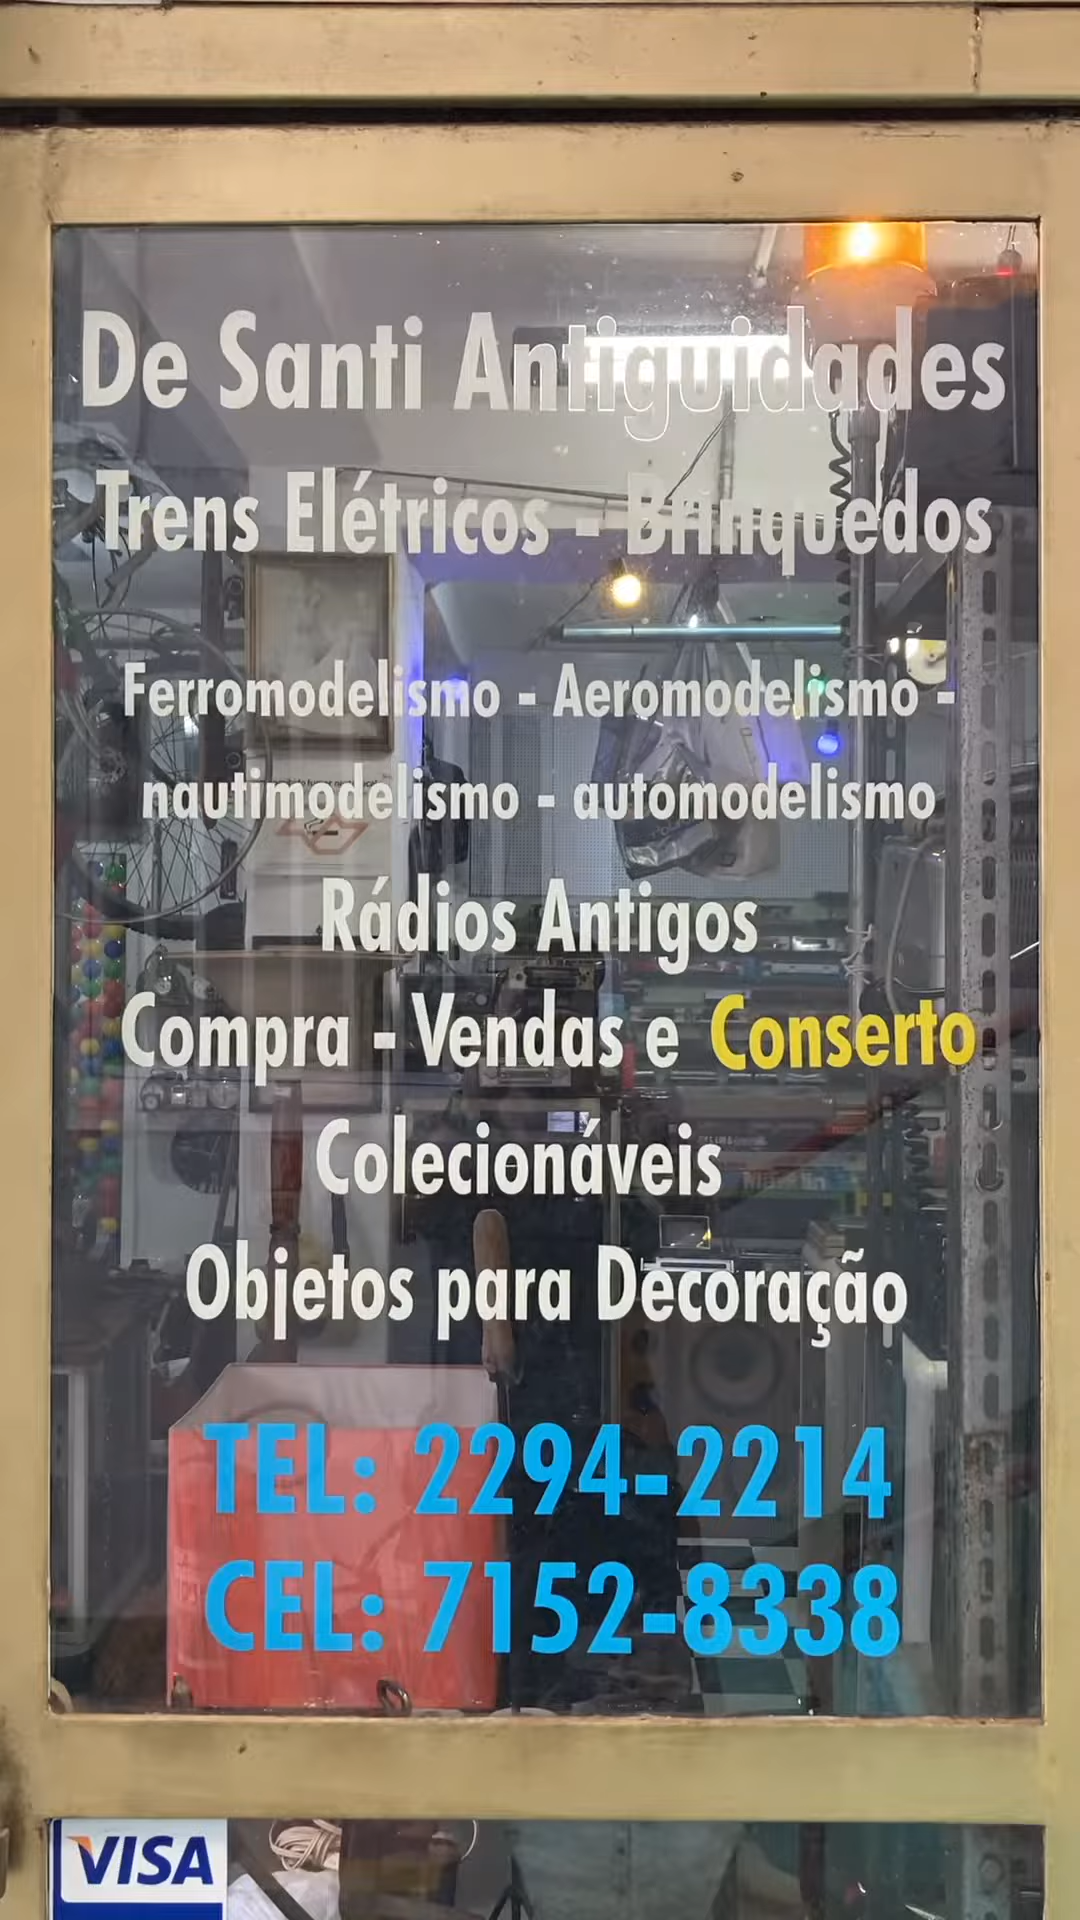 De Santi Antiguidades
Trens Elétricos - Brinquedos
Ferromodelismo - Aeromodelismo -
nautimodelismo - automodelismo
Rádios Antigos
Compra - Vendas e Conserto
Colecionáveis
Objetos para Decoração
TEL: 2294-2214
CEL: 7152-8338
VISA